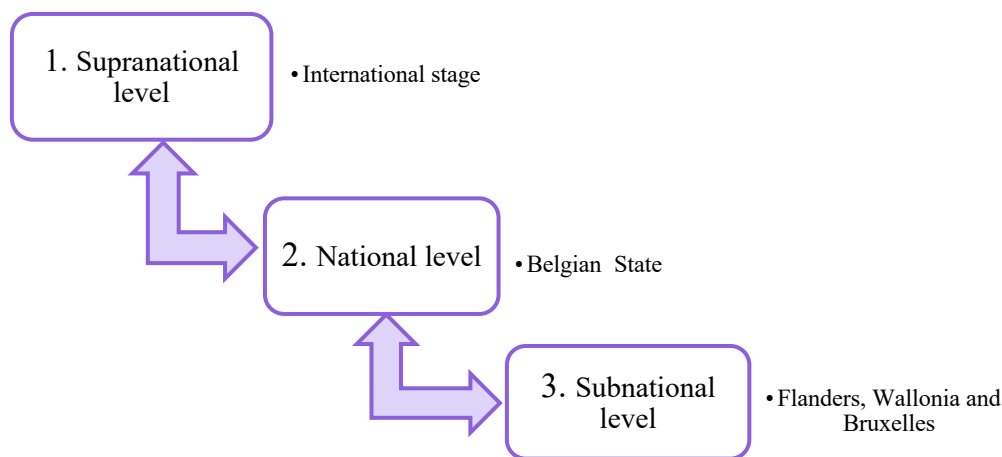 1. Supranational
level
• International stage
2. National level
• Belgian State
3. Subnational
level
• Flanders, Wallonia and
Bruxelles